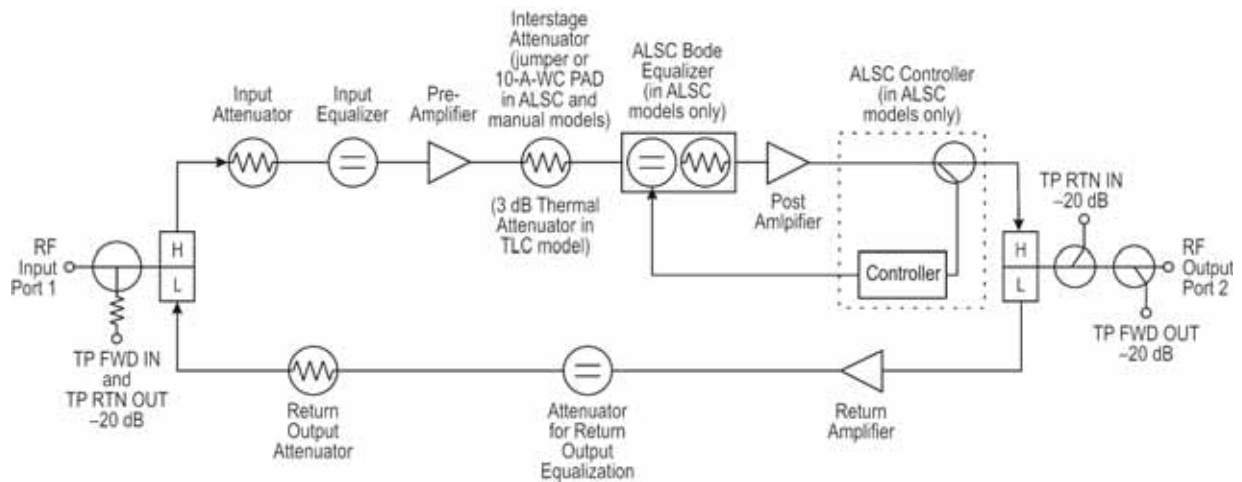 Interstage
Attenuator
(jumper or
10-A-WC PAD
in ALSC and
manual models)
ALSC Bode
Equalizer
(in ALSC
models only)
ALSC Controller
(in ALSC
models only)
Input
Attenuator
Input
Equalizer
Pre-
Amplifier
(3 dB Thermal
Attenuator in
TLC model)
Post
Amlpifier
TP RTN IN
–20 dB
RF
Input
Port 1
H
L
Controller
H
L
RF
Output
Port 2
TP FWD IN
and
TP RTN OUT
–20 dB
TP FWD OUT
–20 dB
Return
Output
Attenuator
Attenuator
for Return
Output
Equalization
Return
Amplifier